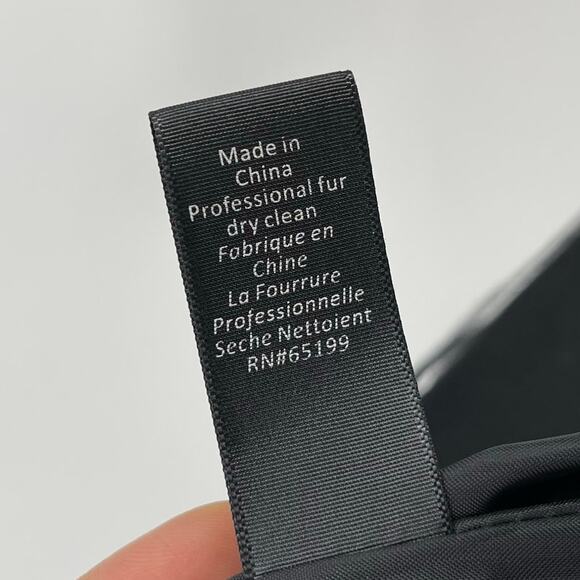 Made in
China
Professional fur
dry clean
Fabrique en
Chine
La Fourrure
Professionnelle
Seche Nettoient
RN#65199